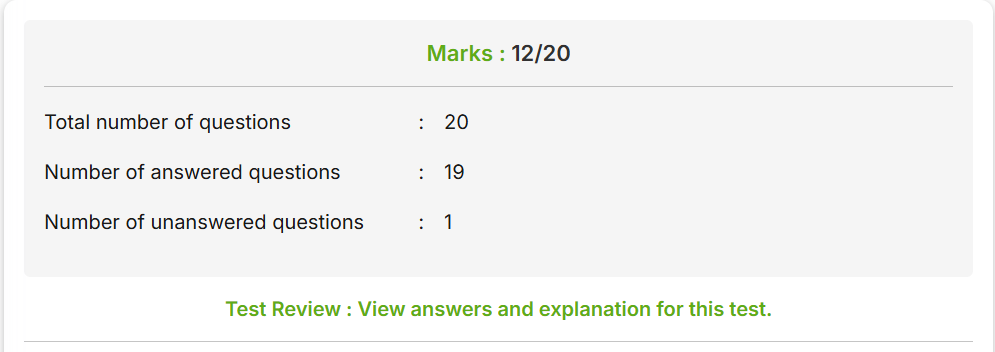 Marks : 12/20
Total number of questions : 20
Number of answered questions : 19
Number of unanswered questions : 1
Test Review : View answers and explanation for this test.